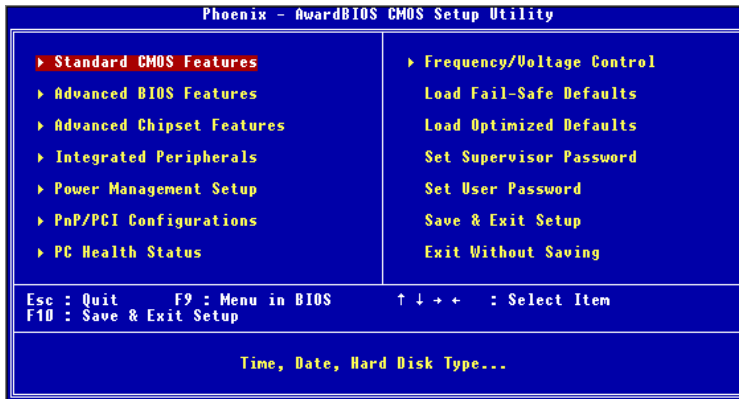 Phoenix - AwardBIOS CMOS Setup Utility
▸ Standard CMOS Features
▸ Advanced BIOS Features
▸ Advanced Chipset Features
▸ Integrated Peripherals
▸ Power Management Setup
▸ PnP/PCI Configurations
▸ PC Health Status
▸ Frequency/Voltage Control
Load Fail-Safe Defaults
Load Optimized Defaults
Set Supervisor Password
Set User Password
Save & Exit Setup
Exit Without Saving
Esc : Quit F9 : Menu in BIOS ↑ ↓ → ← : Select Item
F10 : Save & Exit Setup
Time, Date, Hard Disk Type...